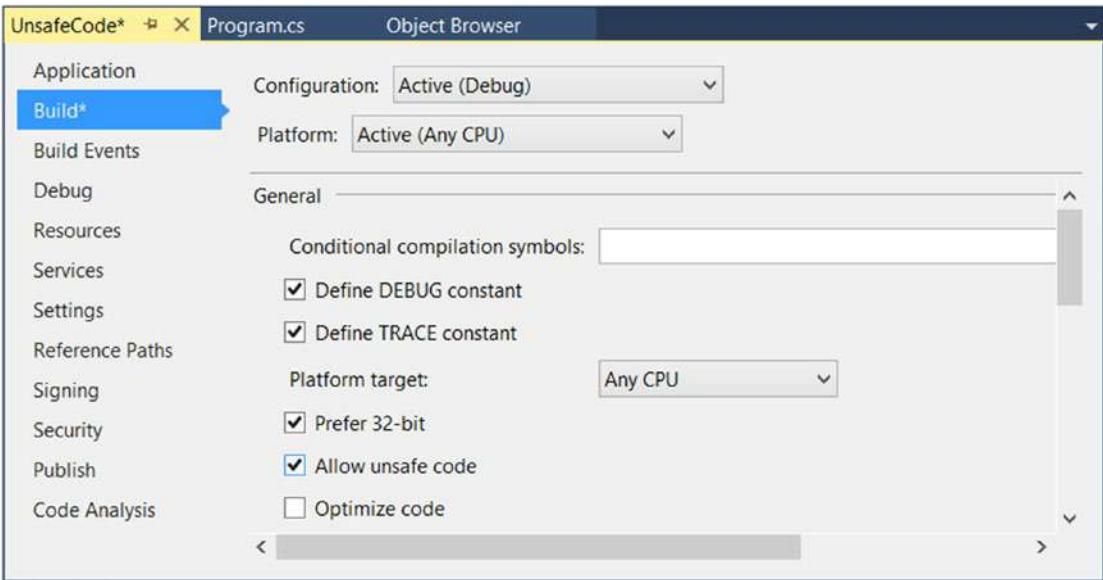 UnsafeCode* Program.cs Object Browser
Application
Build*
Build Events
Debug
Resources
Services
Settings
Reference Paths
Signing
Security
Publish
Code Analysis
Configuration: Active (Debug)
Platform: Active (Any CPU)
General
Conditional compilation symbols:
Define DEBUG constant
Define TRACE constant
Platform target: Any CPU
Prefer 32-bit
Allow unsafe code
Optimize code